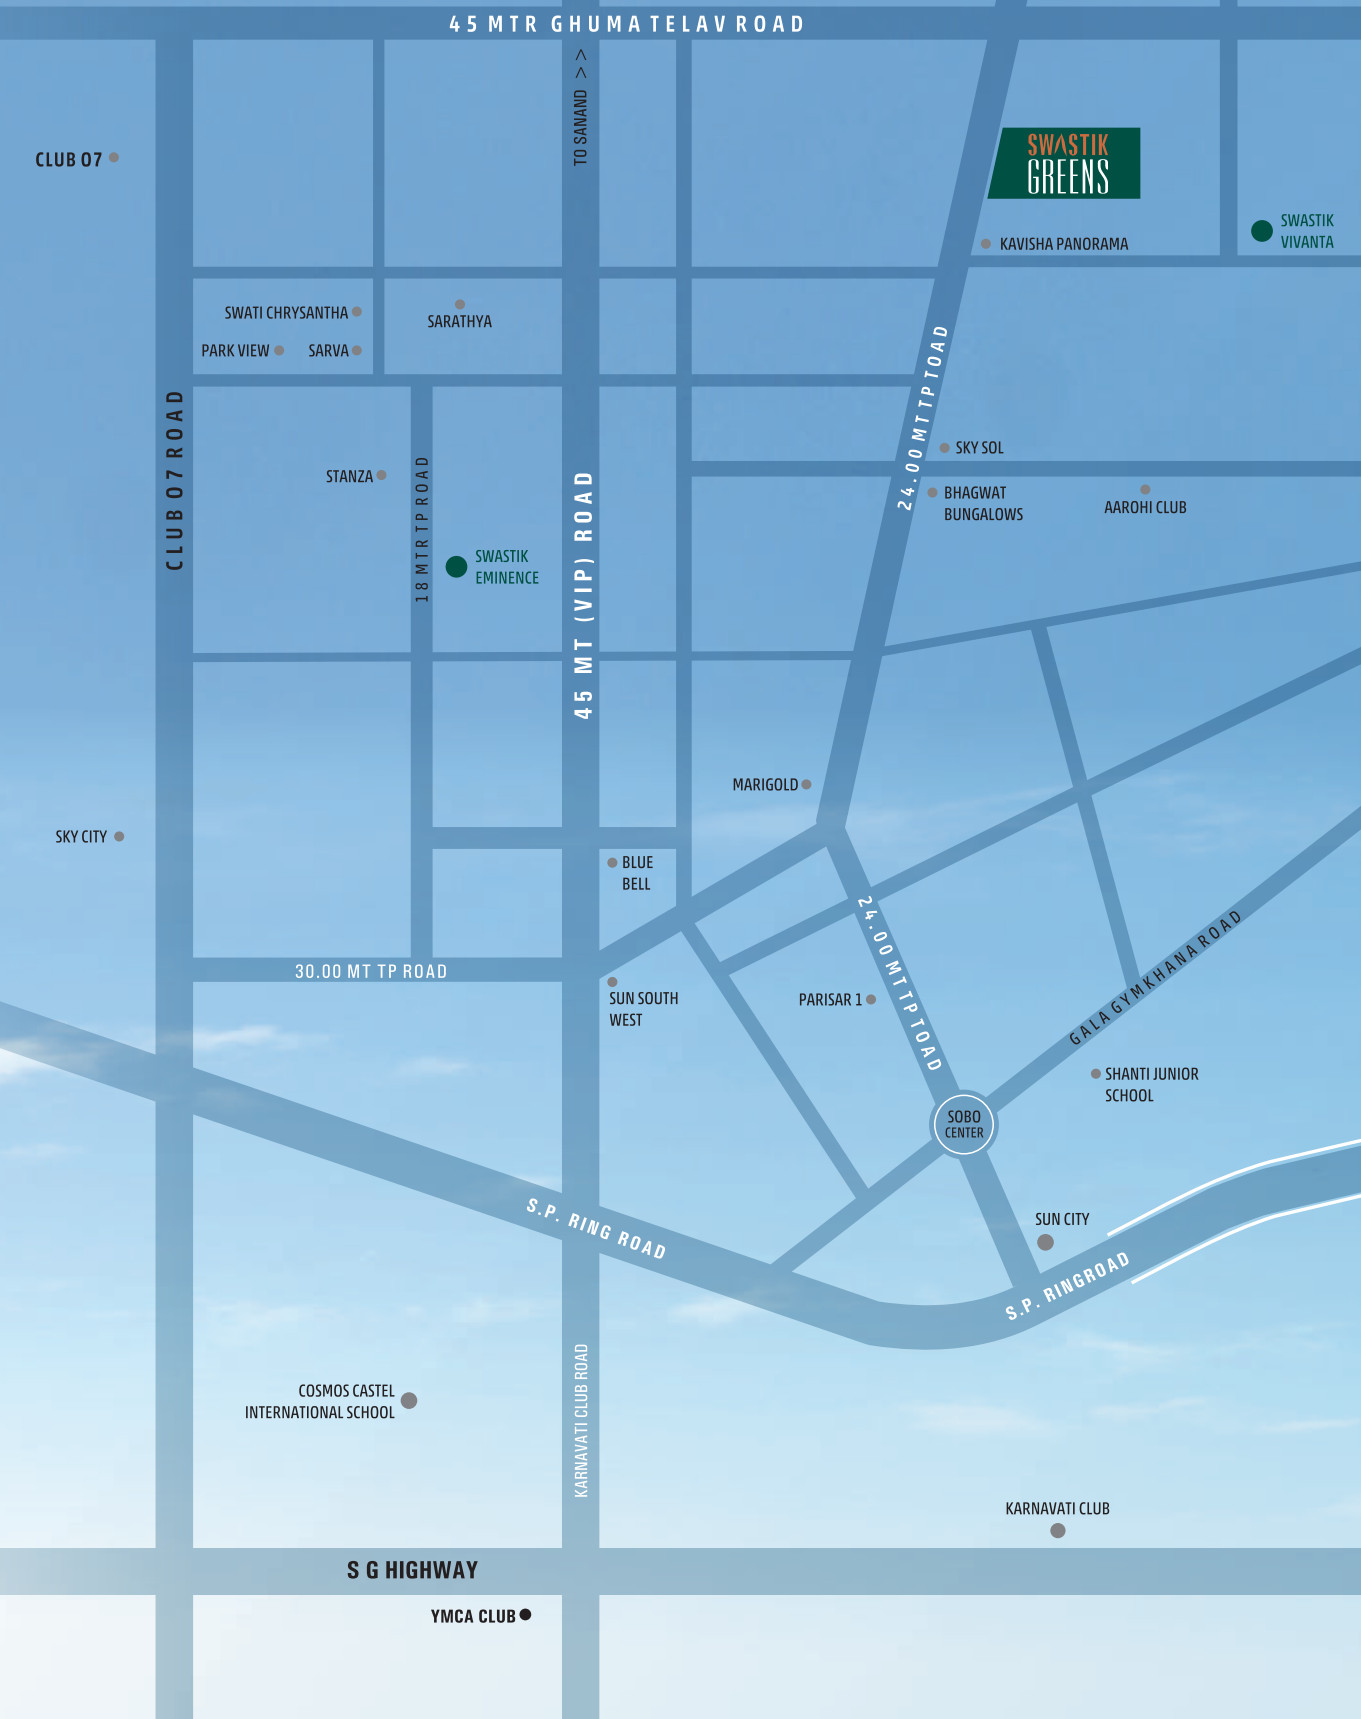 45 MTR GHUMA TELAV ROAD
TO SANAND >>
CLUB O7
SWASTIK
GREENS
KAVISHA PANORAMA
SWASTIK
VIVANTA
SWATI CHRYSANTHA
SARATHYA
PARK VIEW
SARVA
CLUB O7 ROAD
24.00 MT TP TOAD
SKY SOL
STANZA
18 MTR TP ROAD
45 MT (VIP) ROAD
BHAGWAT
BUNGALOWS
AAROHI CLUB
SWASTIK
EMINENCE
MARIGOLD
SKY CITY
BLUE
BELL
24.00 MT TP TOAD
GALA GYMKHANA ROAD
30.00 MT TP ROAD
SUN SOUTH
WEST
PARISAR 1
SHANTI JUNIOR
SCHOOL
SOBO
CENTER
S.P. RING ROAD
SUN CITY
S.P. RINGROAD
COSMOS CASTEL
INTERNATIONAL SCHOOL
KARNAVATI CLUB ROAD
KARNAVATI CLUB
S G HIGHWAY
YMCA CLUB